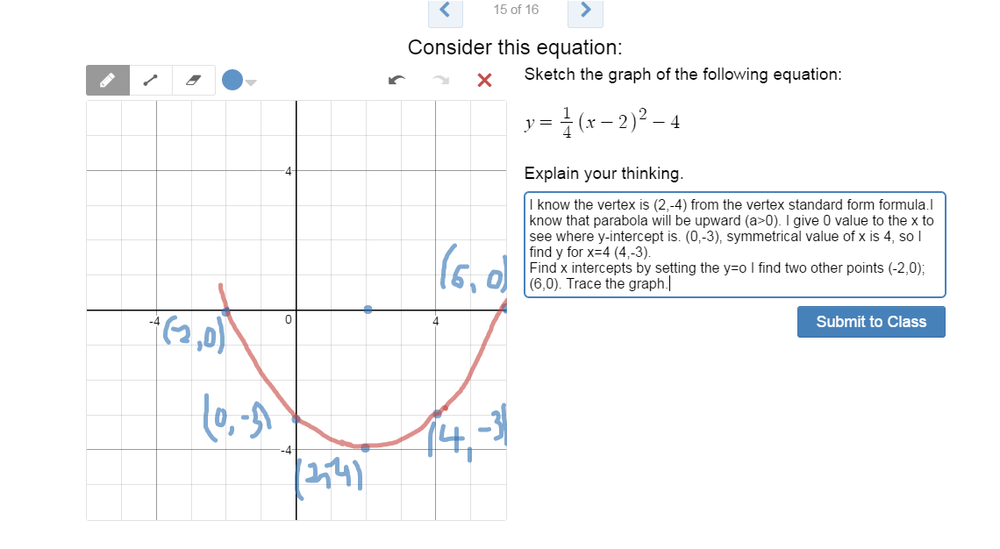 15 of 16
Consider this equation:
Sketch the graph of the following equation:
y = 1/4 (x − 2)² − 4
Explain your thinking.
I know the vertex is (2,-4) from the vertex standard form formula.I
know that parabola will be upward (a>0). I give 0 value to the x to
see where y-intercept is. (0,-3), symmetrical value of x is 4, so I
find y for x=4 (4,-3).
Find x intercepts by setting the y=o I find two other points (-2,0);
(6,0). Trace the graph.
Submit to Class
4
(6, 0)
-4
0
4
(-2,0)
(0,-3)
(4,-3)
-4
(2,-4)